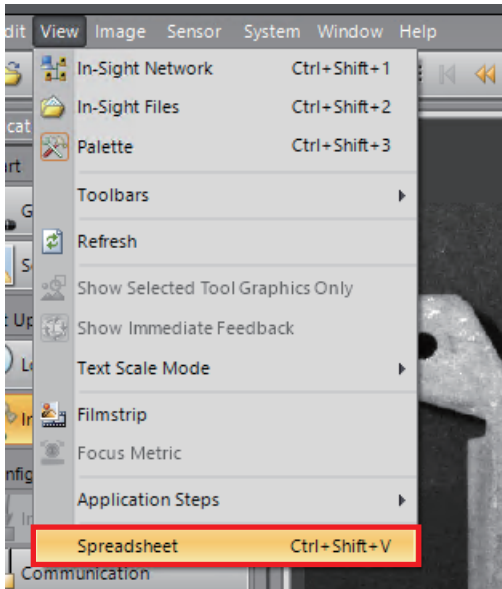 View Image Sensor System Window Help
In-Sight Network Ctrl+Shift+1
In-Sight Files Ctrl+Shift+2
Palette Ctrl+Shift+3
Toolbars
Refresh
Show Selected Tool Graphics Only
Show Immediate Feedback
Text Scale Mode
Filmstrip
Focus Metric
Application Steps
Spreadsheet Ctrl+Shift+V
Communication